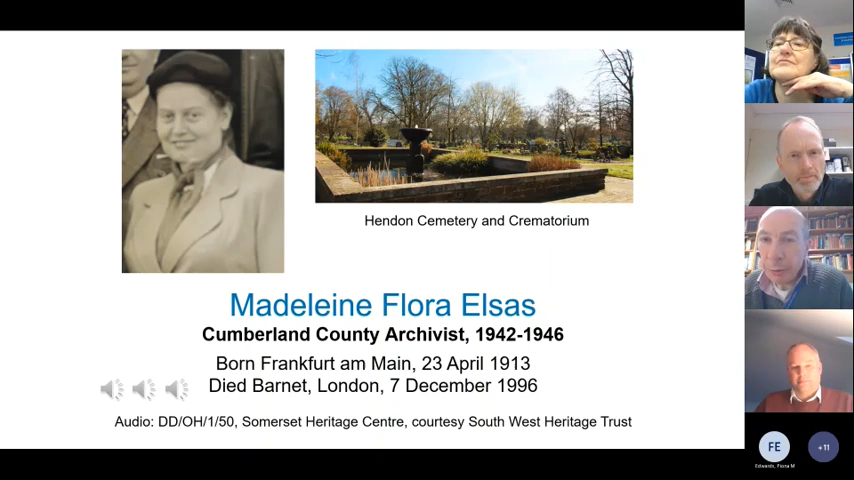 Hendon Cemetery and Crematorium
Madeleine Flora Elsas
Cumberland County Archivist, 1942-1946
Born Frankfurt am Main, 23 April 1913
Died Barnet, London, 7 December 1996
Audio: DD/OH/1/50, Somerset Heritage Centre, courtesy South West Heritage Trust
FE
+11
Edwards, Fiona M